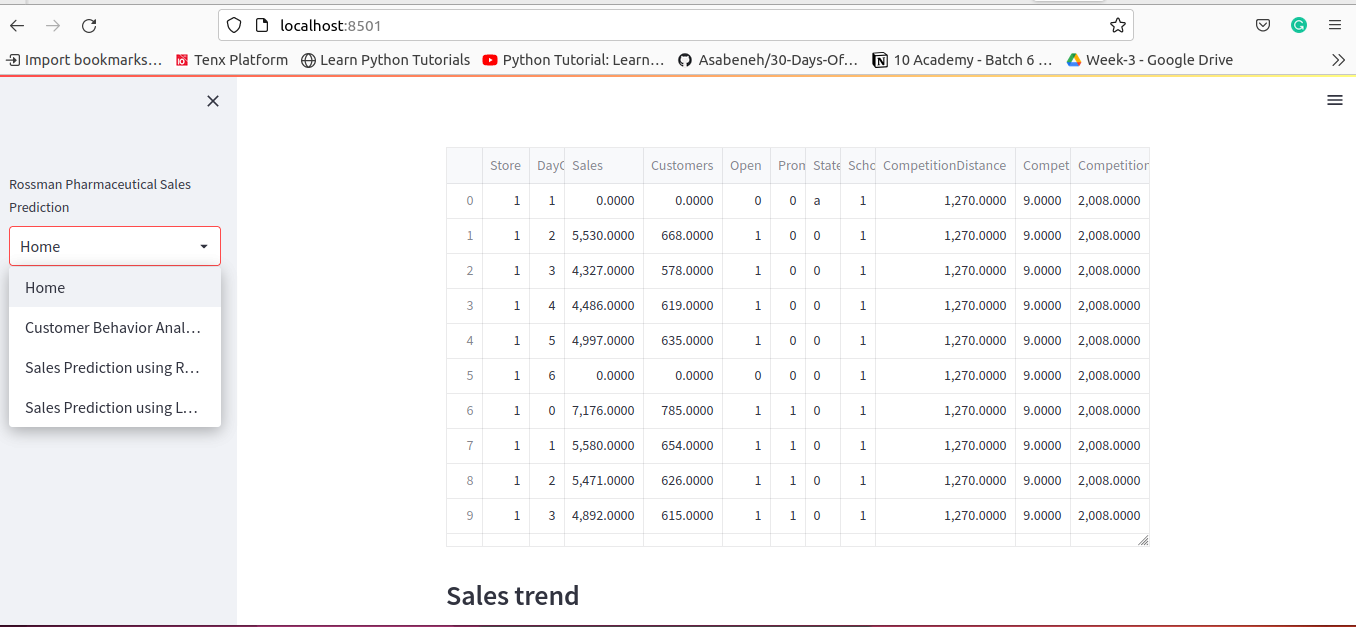 localhost:8501
Import bookmarks... Tenx Platform Learn Python Tutorials Python Tutorial: Learn... Asabeneh/30-Days-Of... 10 Academy - Batch 6 ... Week-3 - Google Drive
Rossman Pharmaceutical Sales
Prediction
Home
Home
Customer Behavior Anal...
Sales Prediction using R...
Sales Prediction using L...
Store DayO Sales Customers Open Prom State Scho CompetitionDistance Compet Competition
0 1 1 0.0000 0.0000 0 0 a 1 1,270.0000 9.0000 2,008.0000
1 1 2 5,530.0000 668.0000 1 0 0 1 1,270.0000 9.0000 2,008.0000
2 1 3 4,327.0000 578.0000 1 0 0 1 1,270.0000 9.0000 2,008.0000
3 1 4 4,486.0000 619.0000 1 0 0 1 1,270.0000 9.0000 2,008.0000
4 1 5 4,997.0000 635.0000 1 0 0 1 1,270.0000 9.0000 2,008.0000
5 1 6 0.0000 0.0000 0 0 0 1 1,270.0000 9.0000 2,008.0000
6 1 0 7,176.0000 785.0000 1 1 0 1 1,270.0000 9.0000 2,008.0000
7 1 1 5,580.0000 654.0000 1 1 0 1 1,270.0000 9.0000 2,008.0000
8 1 2 5,471.0000 626.0000 1 1 0 1 1,270.0000 9.0000 2,008.0000
9 1 3 4,892.0000 615.0000 1 1 0 1 1,270.0000 9.0000 2,008.0000
Sales trend